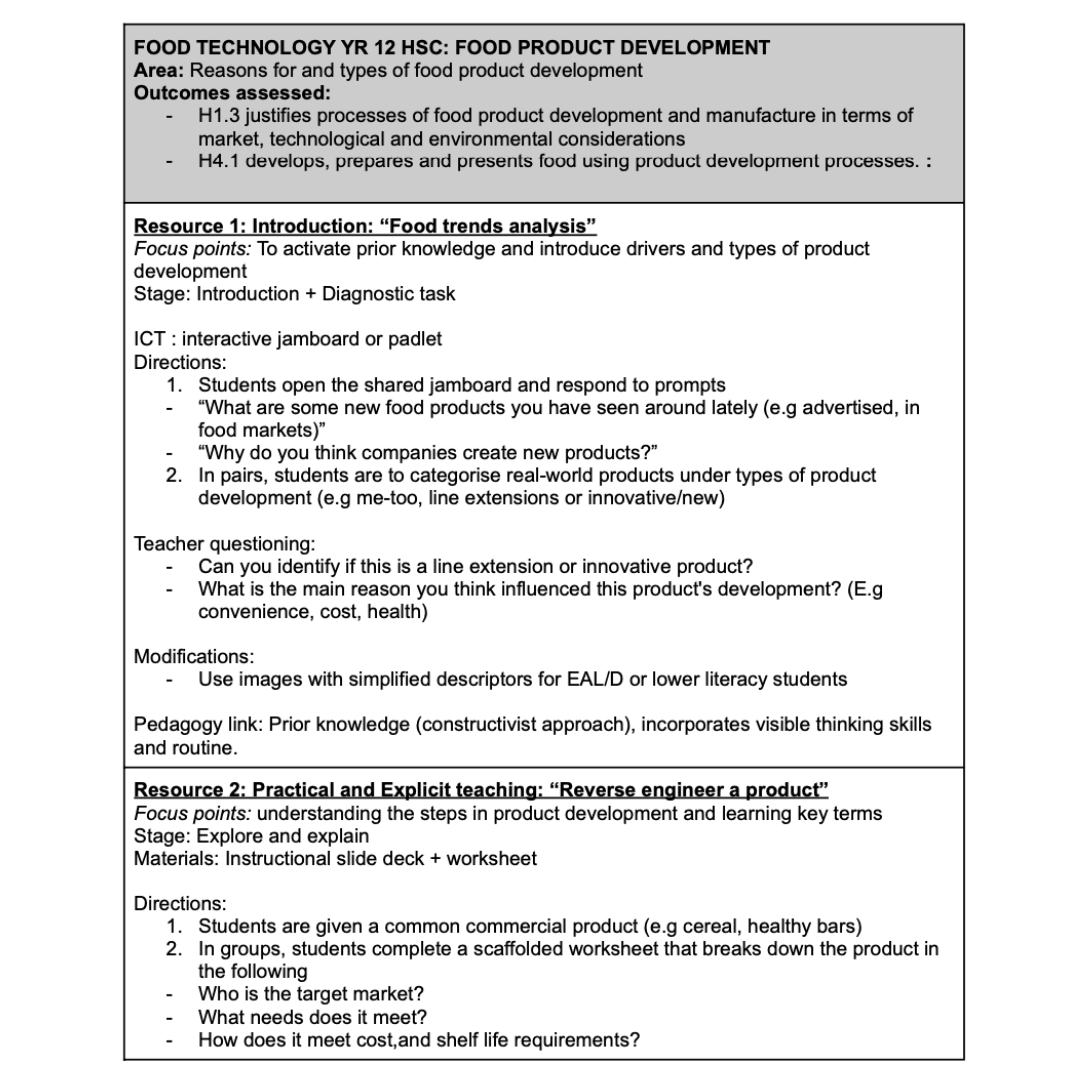 FOOD TECHNOLOGY YR 12 HSC: FOOD PRODUCT DEVELOPMENT
Area: Reasons for and types of food product development
Outcomes assessed:
- H1.3 justifies processes of food product development and manufacture in terms of
market, technological and environmental considerations
- H4.1 develops, prepares and presents food using product development processes. :
Resource 1: Introduction: “Food trends analysis”
Focus points: To activate prior knowledge and introduce drivers and types of product
development
Stage: Introduction + Diagnostic task
ICT : interactive jamboard or padlet
Directions:
1. Students open the shared jamboard and respond to prompts
- “What are some new food products you have seen around lately (e.g advertised, in
food markets)”
- “Why do you think companies create new products?”
2. In pairs, students are to categorise real-world products under types of product
development (e.g me-too, line extensions or innovative/new)
Teacher questioning:
- Can you identify if this is a line extension or innovative product?
- What is the main reason you think influenced this product's development? (E.g
convenience, cost, health)
Modifications:
- Use images with simplified descriptors for EAL/D or lower literacy students
Pedagogy link: Prior knowledge (constructivist approach), incorporates visible thinking skills
and routine.
Resource 2: Practical and Explicit teaching: “Reverse engineer a product”
Focus points: understanding the steps in product development and learning key terms
Stage: Explore and explain
Materials: Instructional slide deck + worksheet
Directions:
1. Students are given a common commercial product (e.g cereal, healthy bars)
2. In groups, students complete a scaffolded worksheet that breaks down the product in
the following
- Who is the target market?
- What needs does it meet?
- How does it meet cost,and shelf life requirements?